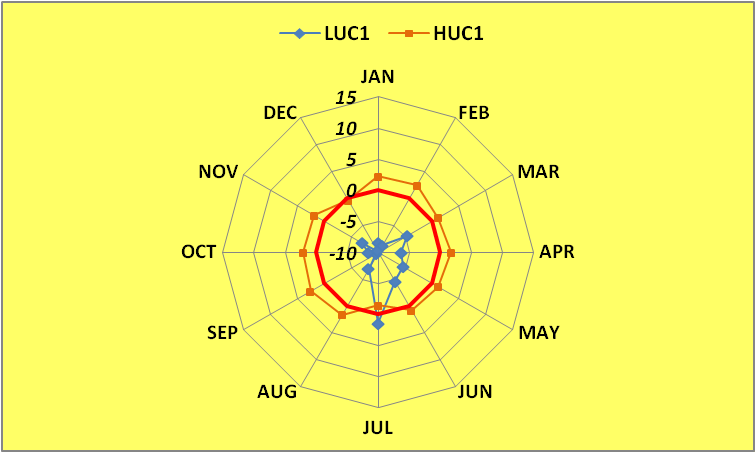 LUC1 HUC1
JAN
15
DEC FEB
10
5
NOV MAR
0
-5
OCT -10 APR
SEP MAY
AUG JUN
JUL